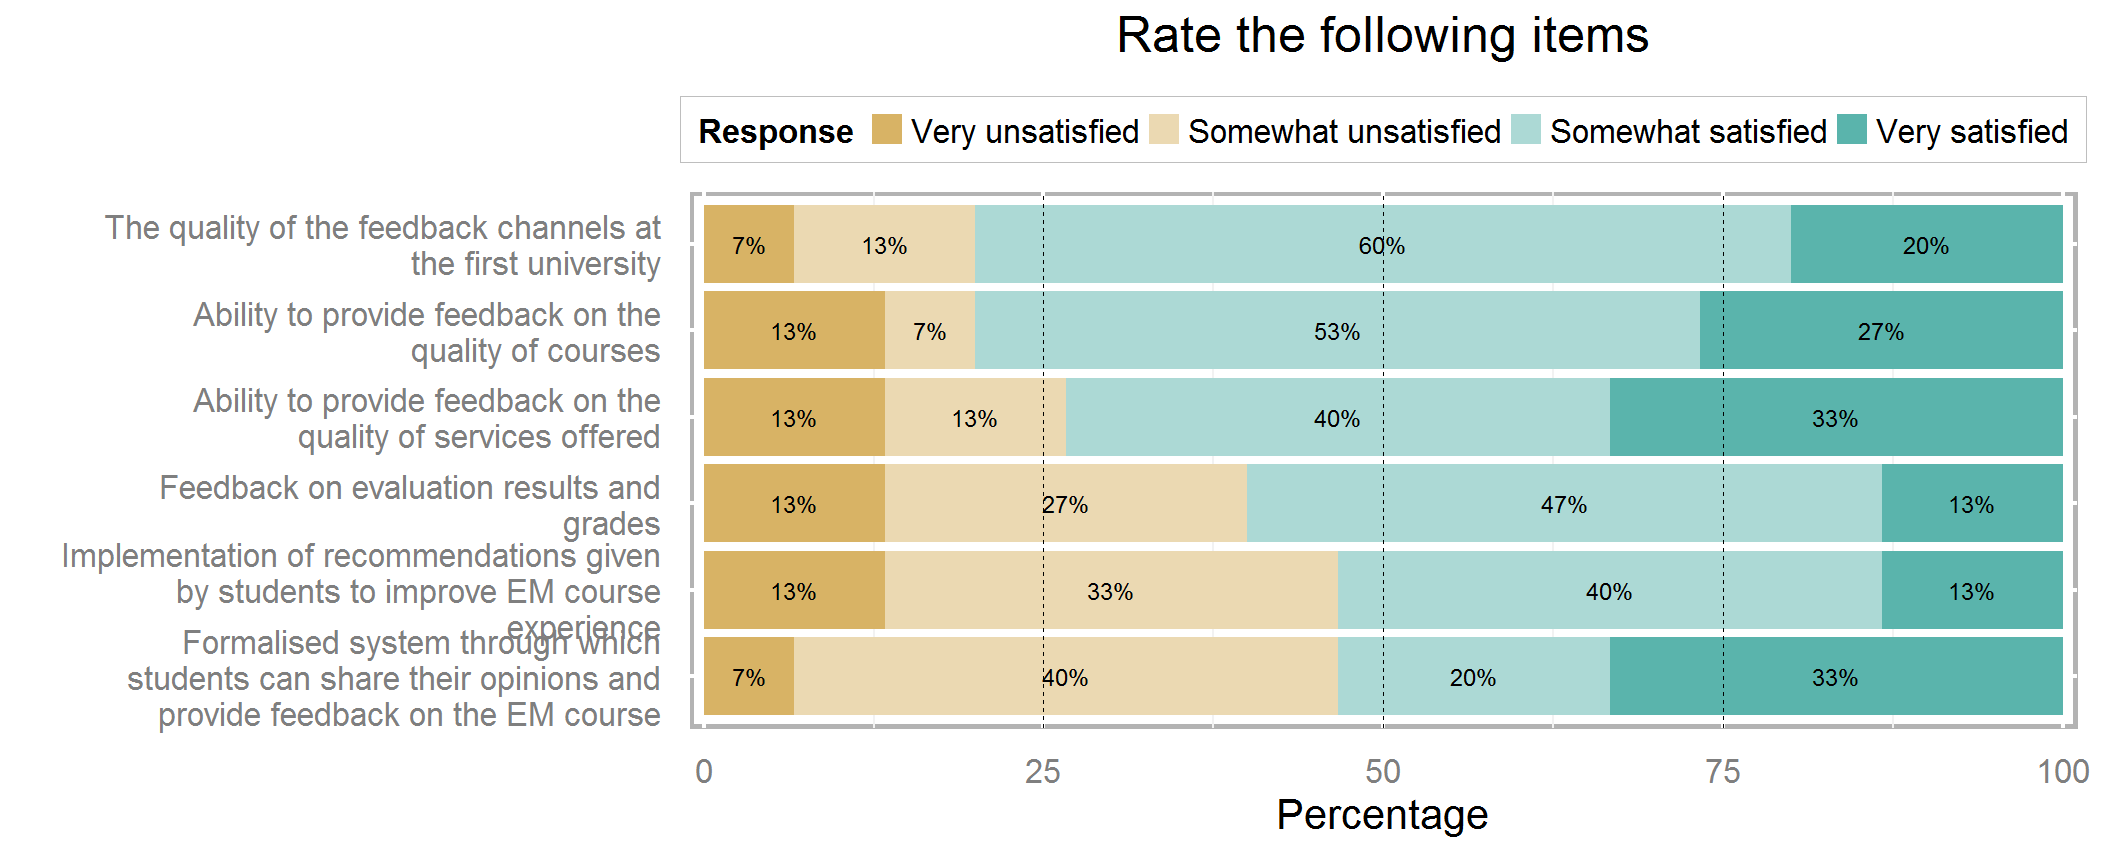 Rate the following items
Response Very unsatisfied Somewhat unsatisfied Somewhat satisfied Very satisfied
The quality of the feedback channels at
the first university
7% 13% 60% 20%
Ability to provide feedback on the
quality of courses
13% 7% 53% 27%
Ability to provide feedback on the
quality of services offered
13% 13% 40% 33%
Feedback on evaluation results and
grades
13% 27% 47% 13%
Implementation of recommendations given
by students to improve EM course
experience
13% 33% 40% 13%
Formalised system through which
students can share their opinions and
provide feedback on the EM course
7% 40% 20% 33%
0 25 50 75 100
Percentage